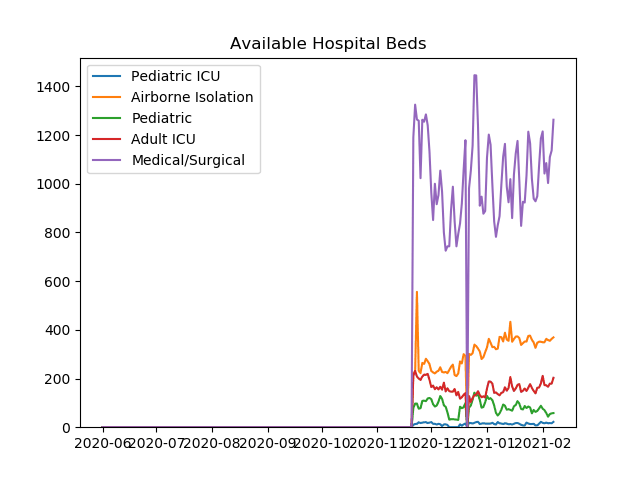 Available Hospital Beds
Pediatric ICU
Airborne Isolation
Pediatric
Adult ICU
Medical/Surgical
1400
1200
1000
800
600
400
200
0
2020-06 2020-07 2020-08 2020-09 2020-10 2020-11 2020-12 2021-01 2021-02